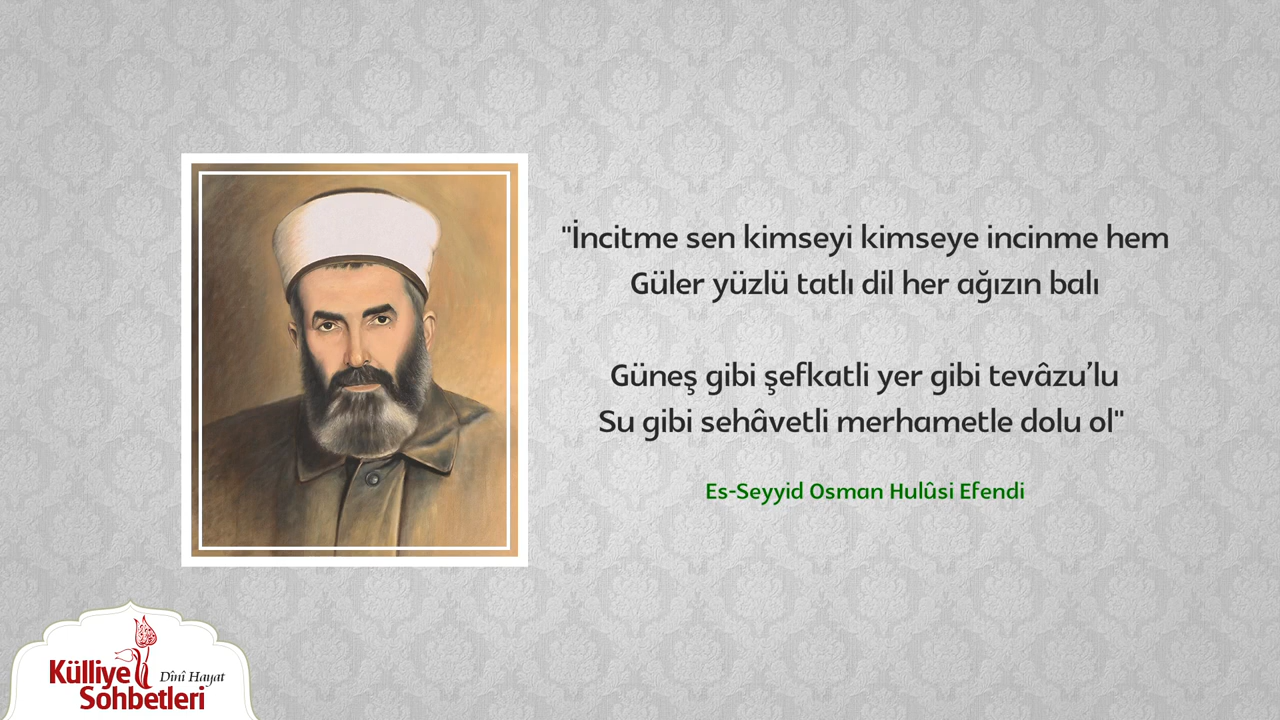 "İncitme sen kimseyi kimseye incinme hem
Güler yüzlü tatlı dil her ağızın balı
Güneş gibi şefkatli yer gibi tevâzu’lu
Su gibi sehâvetli merhametle dolu ol"
Es-Seyyid Osman Hulûsi Efendi
Külliye Dînî Hayat
Sohbetleri